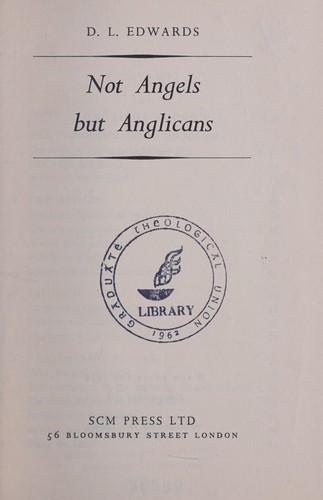 D. L. EDWARDS
Not Angels
but Anglicans
GRADUATE THEOLOGICAL UNION
LIBRARY
1962
SCM PRESS LTD
56 BLOOMSBURY STREET LONDON